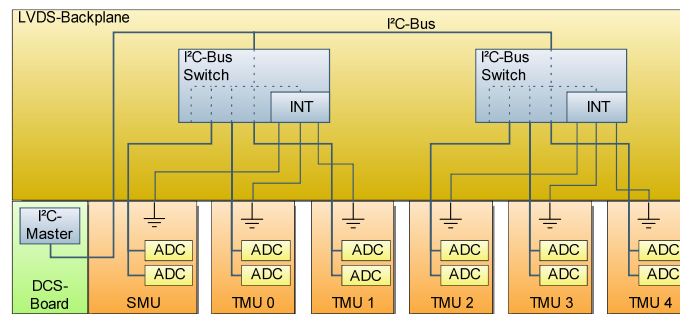 LVDS-Backplane
I²C-Bus
I²C-Bus
Switch
INT
I²C-Bus
Switch
INT
I²C-
Master
DCS-
Board
ADC
ADC
SMU
ADC
ADC
TMU 0
ADC
ADC
TMU 1
ADC
ADC
TMU 2
ADC
ADC
TMU 3
ADC
ADC
TMU 4